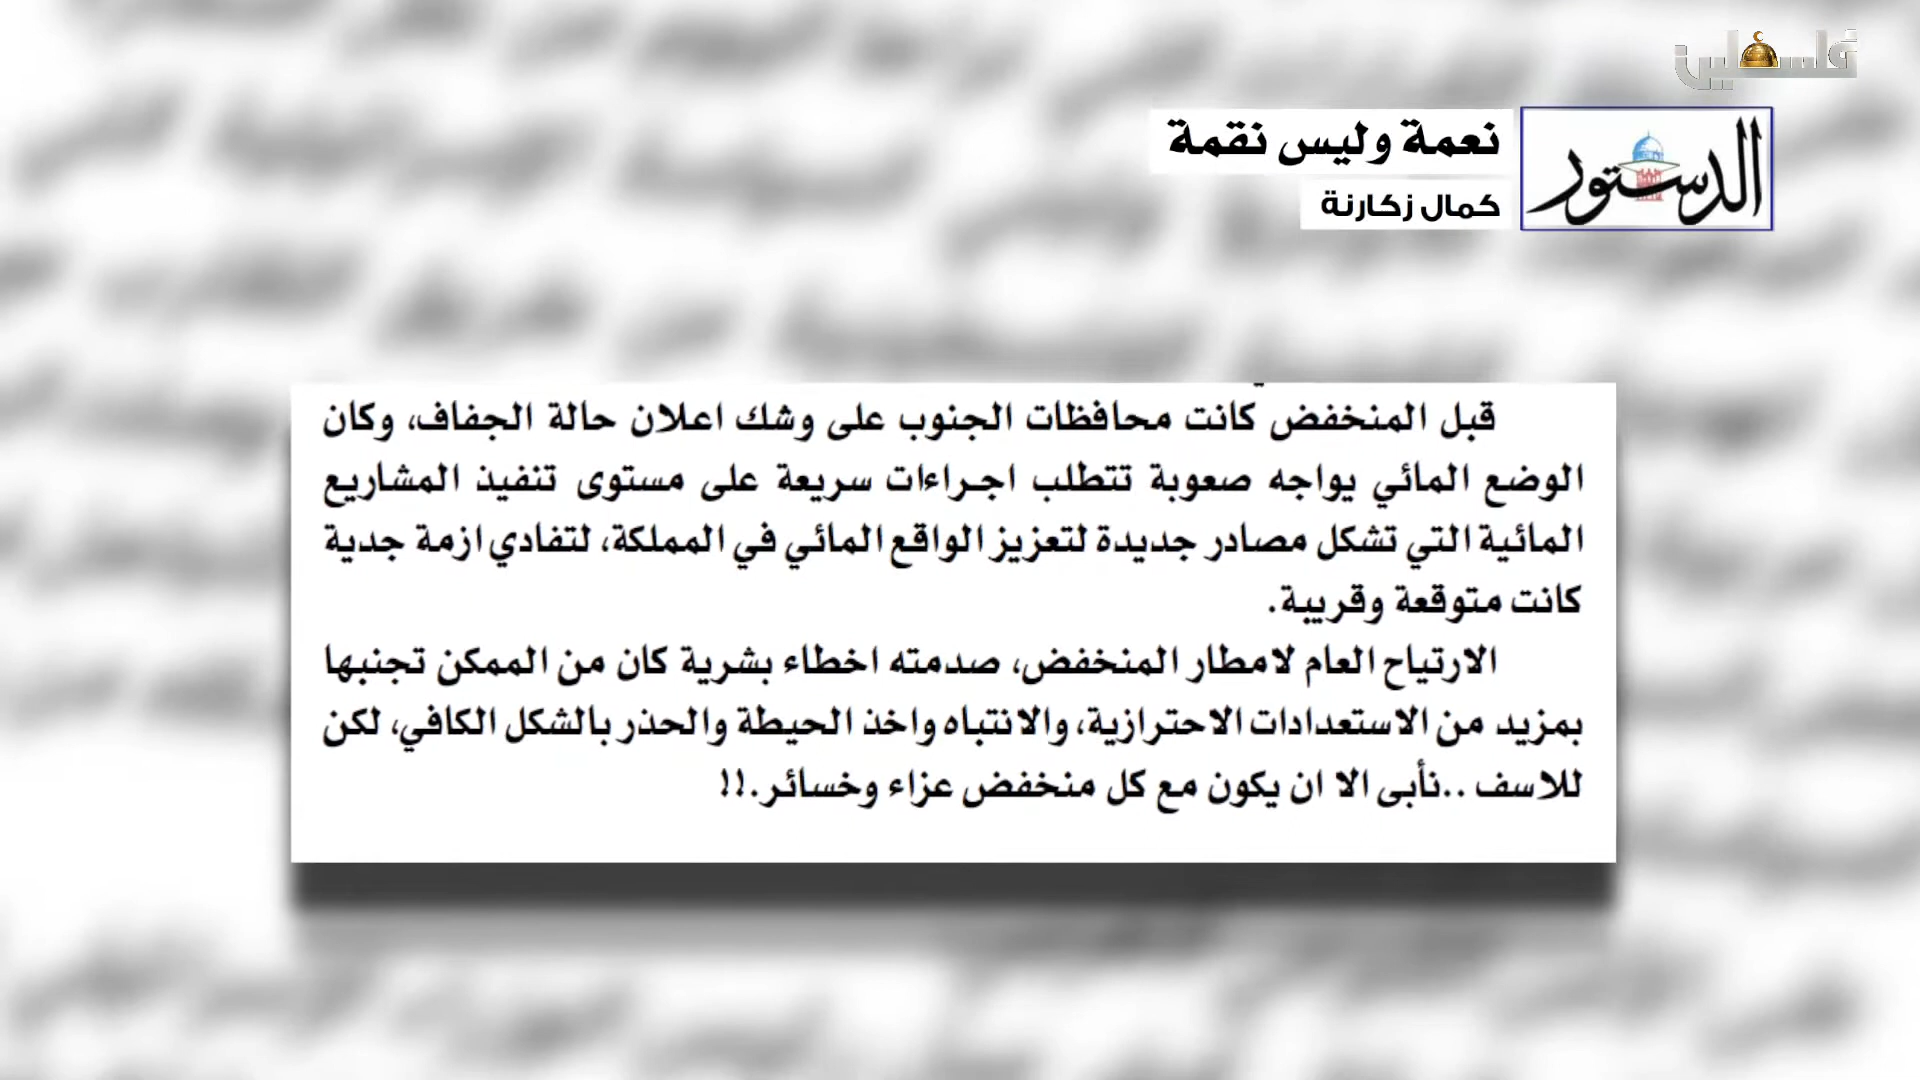 فلسطين
الدستور
نعمة وليس نقمة
كمال زكارنة
قبل المنخفض كانت محافظات الجنوب على وشك اعلان حالة الجفاف، وكان
الوضع المائي يواجه صعوبة تتطلب اجراءات سريعة على مستوى تنفيذ المشاريع
المائية التي تشكل مصادر جديدة لتعزيز الواقع المائي في المملكة، لتفادي ازمة جدية
كانت متوقعة وقريبة.
الارتياح العام لامطار المنخفض، صدمته اخطاء بشرية كان من الممكن تجنبها
بمزيد من الاستعدادات الاحترازية، والانتباه واخذ الحيطة والحذر بالشكل الكافي، لكن
للاسف ..نأبى الا ان يكون مع كل منخفض عزاء وخسائر.!!